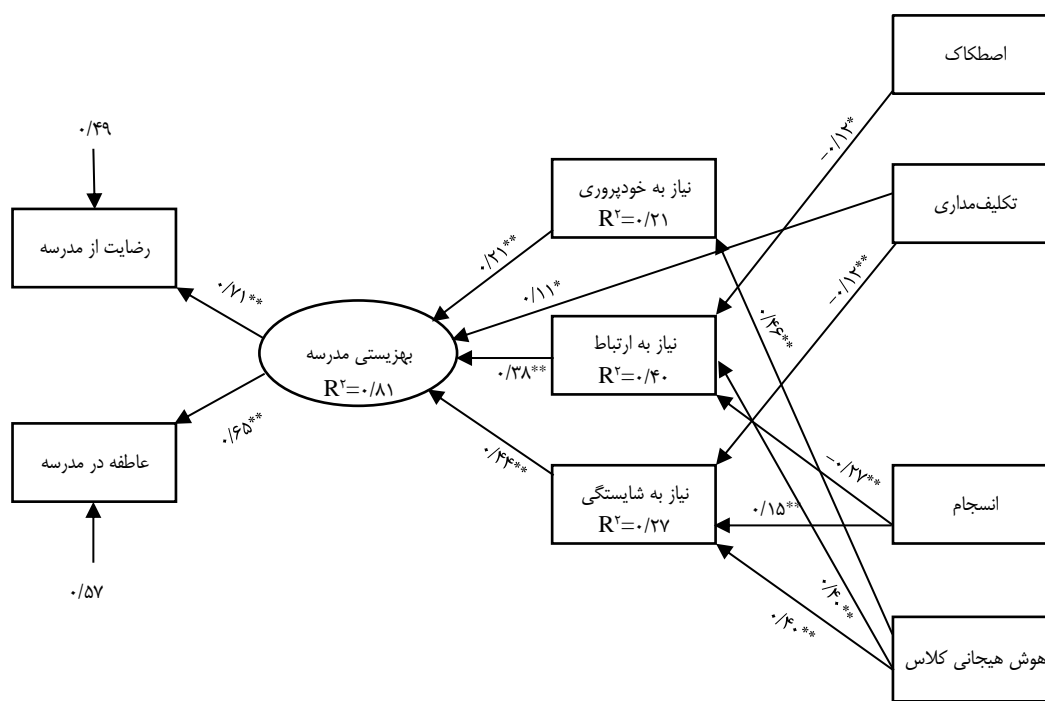 اصطکاک
-۰/۱۲*
۰/۴۹
نیاز به خودپروری
R²=۰/۲۱
تکلیف‌مداری
رضایت از مدرسه
۰/۲۱**
۰/۱۱*
-۰/۱۲**
۰/۷۱**
۰/۴۶**
نیاز به ارتباط
R²=۰/۴۰
بهزیستی مدرسه
R²=۰/۸۱
۰/۳۸**
۰/۶۵**
عاطفه در مدرسه
۰/۴۴**
-۰/۲۷**
نیاز به شایستگی
R²=۰/۲۷
۰/۱۵**
انسجام
۰/۵۷
۰/۴۰**
۰/۴۰**
هوش هیجانی کلاس